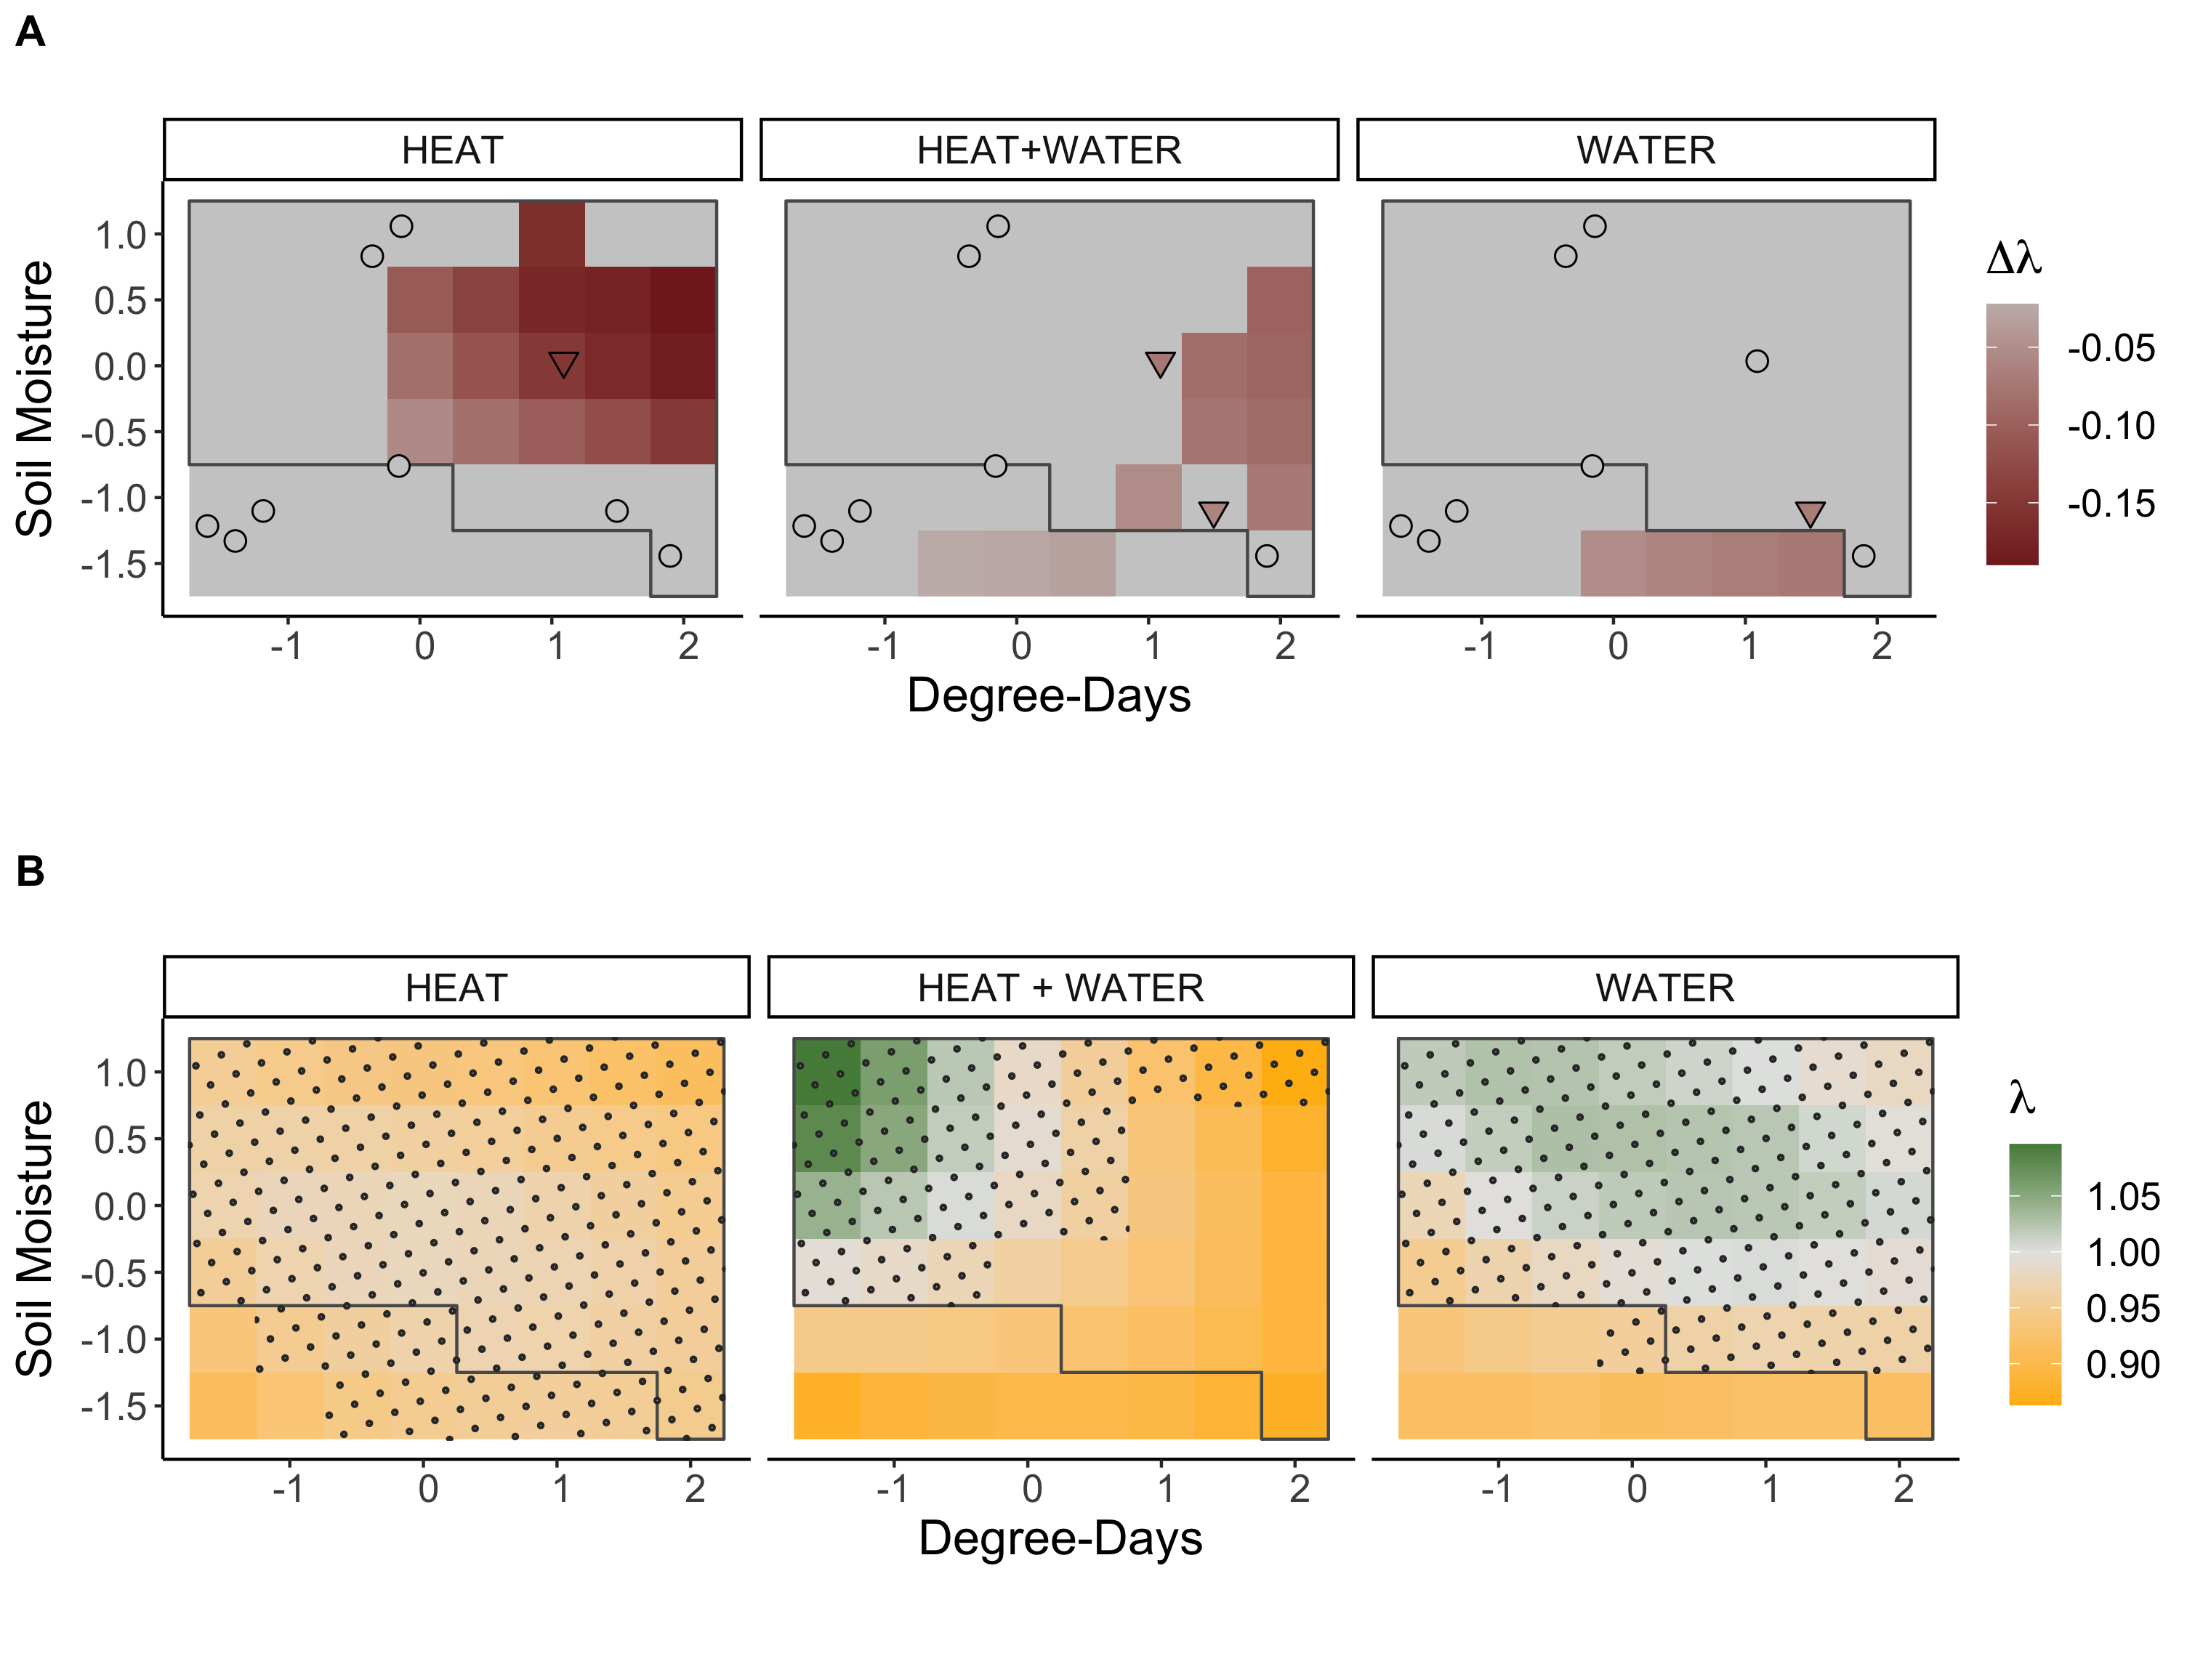 A
HEAT HEAT+WATER WATER
Soil Moisture
1.0
0.5
0.0
-0.5
-1.0
-1.5
-1 0 1 2 -1 0 1 2 -1 0 1 2
Degree-Days
Δλ
-0.05
-0.10
-0.15
B
HEAT HEAT + WATER WATER
Soil Moisture
1.0
0.5
0.0
-0.5
-1.0
-1.5
-1 0 1 2 -1 0 1 2 -1 0 1 2
Degree-Days
λ
1.05
1.00
0.95
0.90